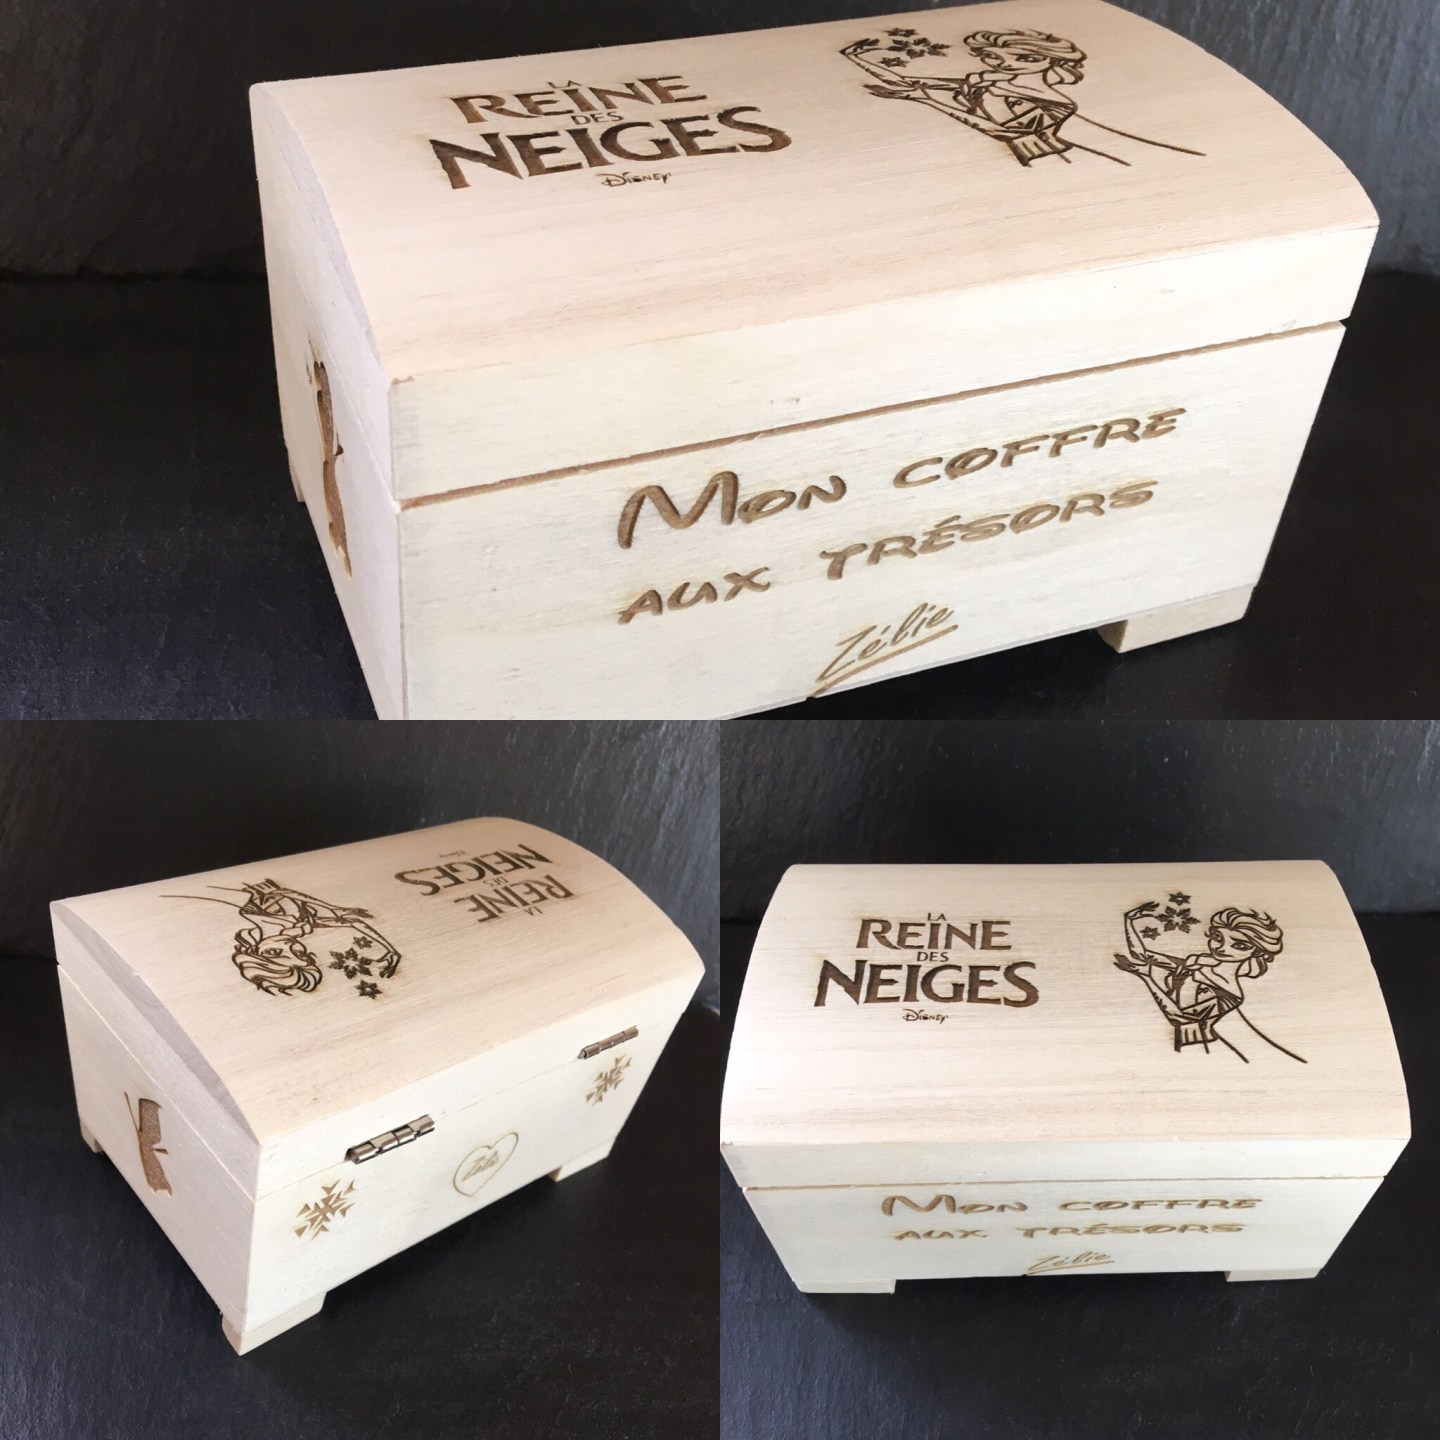 LA
REINE
DES
NEIGES
Disney
MON COFFRE
AUX TRÉSORS
Zélie
LA
REINE
DES
NEIGES
Disney
Zélie
LA
REINE
DES
NEIGES
Disney
MON COFFRE
AUX TRÉSORS
Zélie